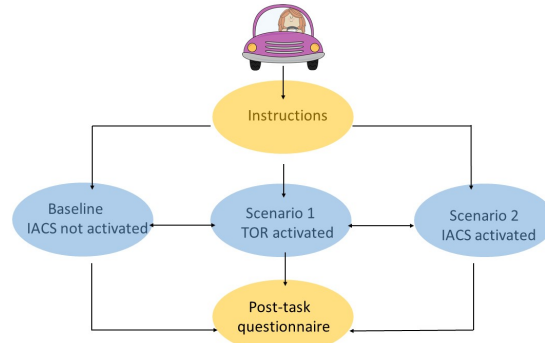 Instructions
Baseline
IACS not activated
Scenario 1
TOR activated
Scenario 2
IACS activated
Post-task
questionnaire